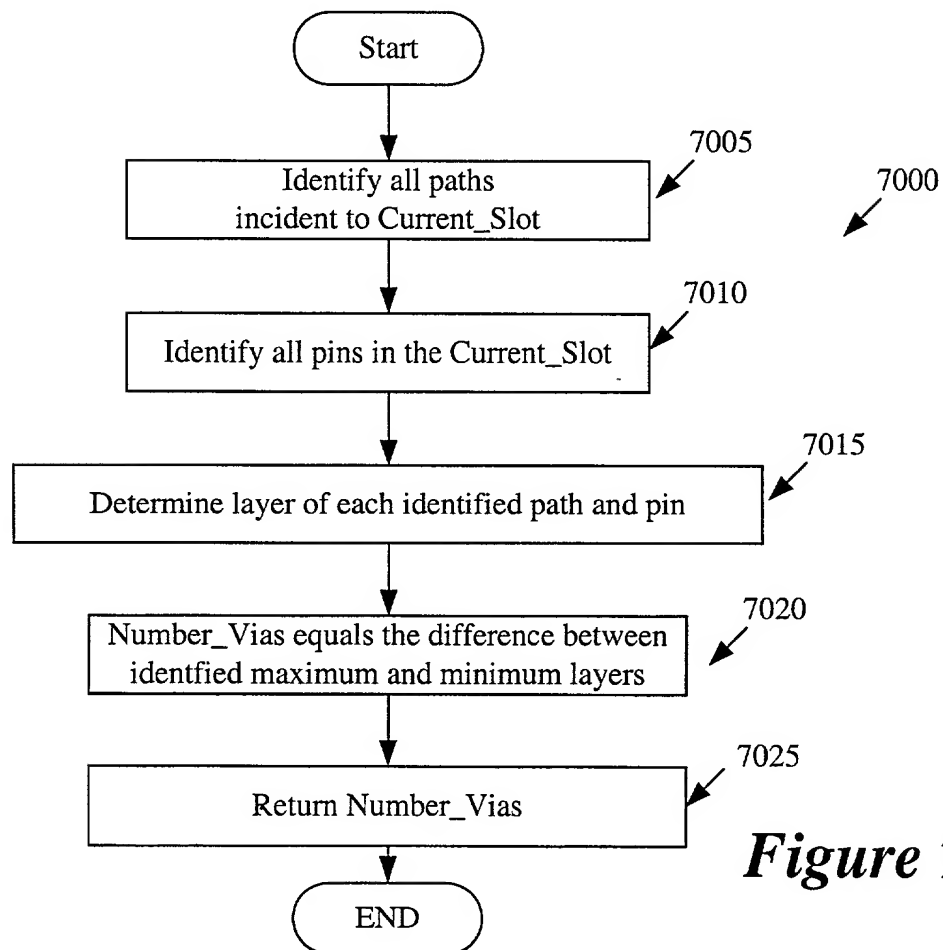 Start
7005
Identify all paths
incident to Current_Slot
7000
7010
Identify all pins in the Current_Slot
7015
Determine layer of each identified path and pin
7020
Number_Vias equals the difference between
identfied maximum and minimum layers
7025
Return Number_Vias
Figure
END